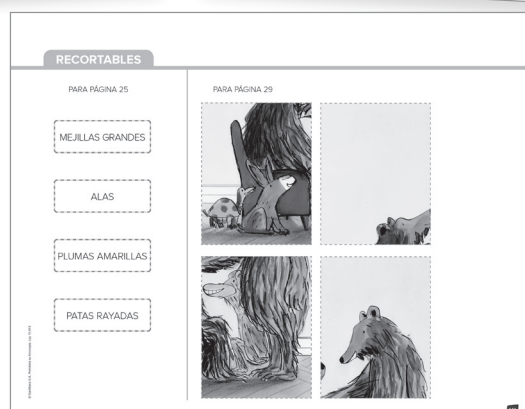 RECORTABLES
PARA PÁGINA 25
MEJILLAS GRANDES
ALAS
PLUMAS AMARILLAS
PATAS RAYADAS
PARA PÁGINA 29